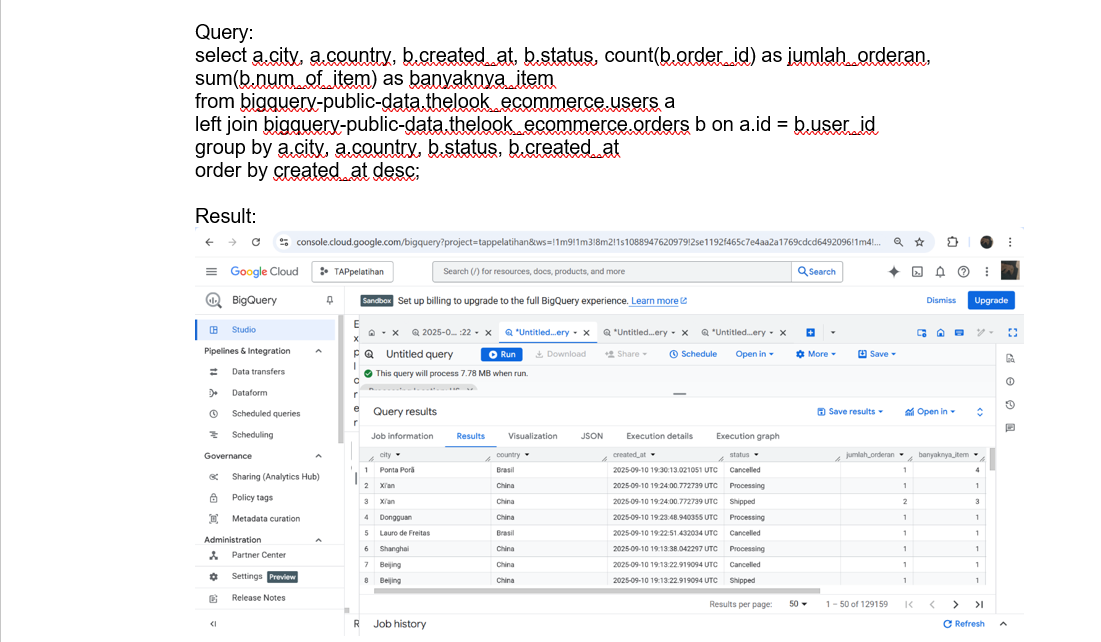 Query:
select a.city, a.country, b.created_at, b.status, count(b.order_id) as jumlah_orderan,
sum(b.num_of_item) as banyaknya_item
from bigquery-public-data.thelook_ecommerce.users a
left join bigquery-public-data.thelook_ecommerce.orders b on a.id = b.user_id
group by a.city, a.country, b.status, b.created_at
order by created_at desc;
Result:
console.cloud.google.com/bigquery?project=tappelatihan&ws=!1m9!1m3!8m2!1s1088947620979!2se1192f465c7e4aa2a1769cdcd6492096!1m4!...
Google Cloud
TAPpelatihan
Search (/) for resources, docs, products, and more
Search
BigQuery
Sandbox Set up billing to upgrade to the full BigQuery experience. Learn more
Dismiss
Upgrade
Studio
Pipelines & Integration
Data transfers
Dataform
Scheduled queries
Scheduling
Governance
Sharing (Analytics Hub)
Policy tags
Metadata curation
Administration
Partner Center
Settings Preview
Release Notes
E
x
p
l
o
r
e
r
2025-0... :22
*Untitled...ery
*Untitled...ery
*Untitled...ery
Untitled query
Run
Download
Share
Schedule
Open in
More
Save
This query will process 7.78 MB when run.
Query results
Save results
Open in
Job information Results Visualization JSON Execution details Execution graph
city country created_at status jumlah_orderan banyaknya_item
1 Ponta Porã Brasil 2025-09-10 19:30:13.021051 UTC Cancelled 1 4
2 Xi'an China 2025-09-10 19:24:00.772739 UTC Processing 1 1
3 Xi'an China 2025-09-10 19:24:00.772739 UTC Shipped 2 3
4 Dongguan China 2025-09-10 19:23:48.940355 UTC Processing 1 1
5 Lauro de Freitas Brasil 2025-09-10 19:22:51.432034 UTC Cancelled 1 1
6 Shanghai China 2025-09-10 19:13:38.042297 UTC Processing 1 1
7 Beijing China 2025-09-10 19:13:22.919094 UTC Cancelled 1 1
8 Beijing China 2025-09-10 19:13:22.919094 UTC Shipped 1 1
Results per page: 50 1 – 50 of 129159
R
Job history
Refresh